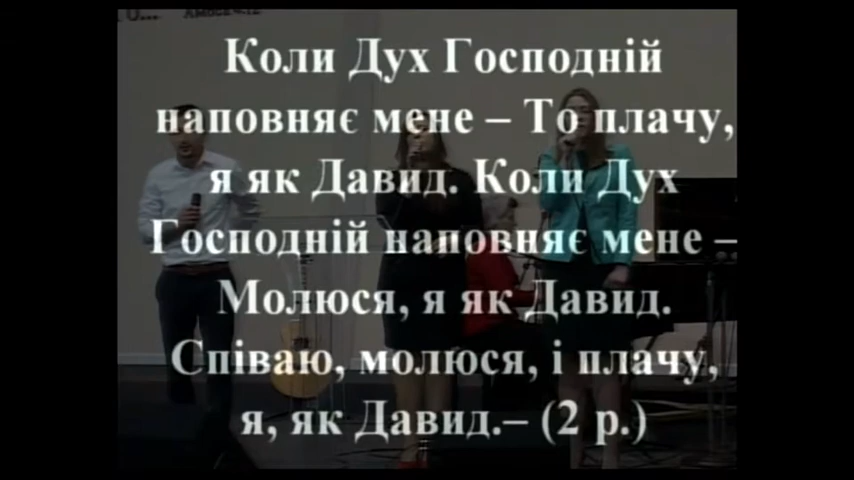 Коли Дух Господній
наповняє мене – То плачу,
я як Давид. Коли Дух
Господній наповняє мене –
Молюся, я як Давид.
Співаю, молюся, і плачу,
я, як Давид.– (2 р.)